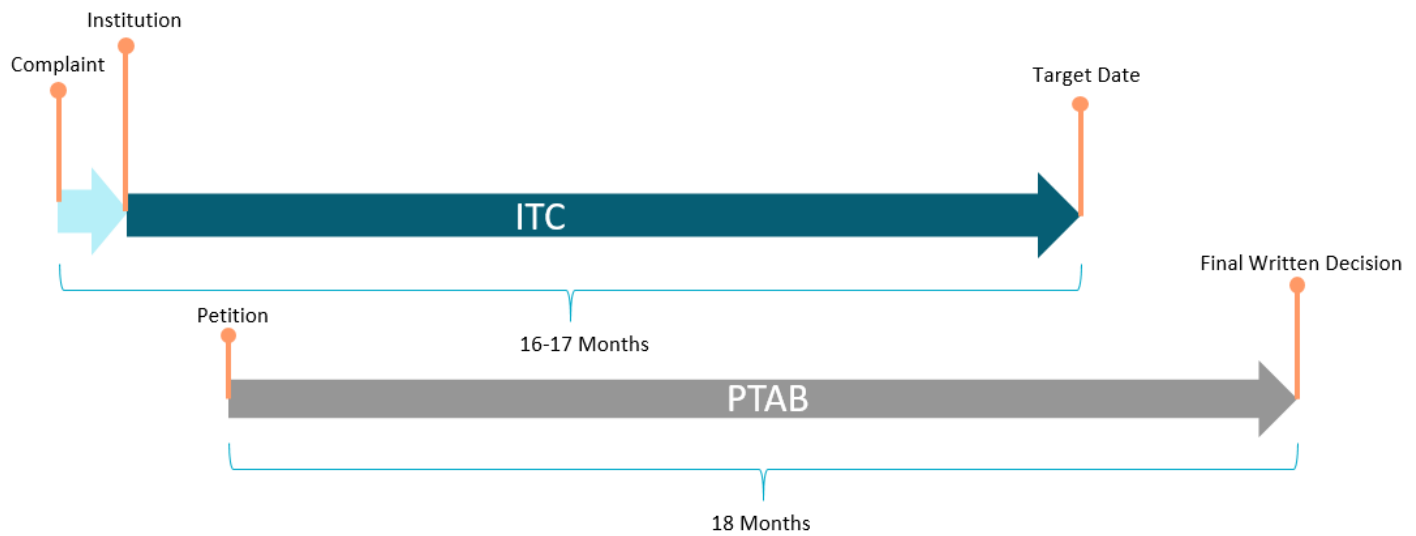 Institution
Complaint
Target Date
ITC
Final Written Decision
Petition
16-17 Months
PTAB
18 Months